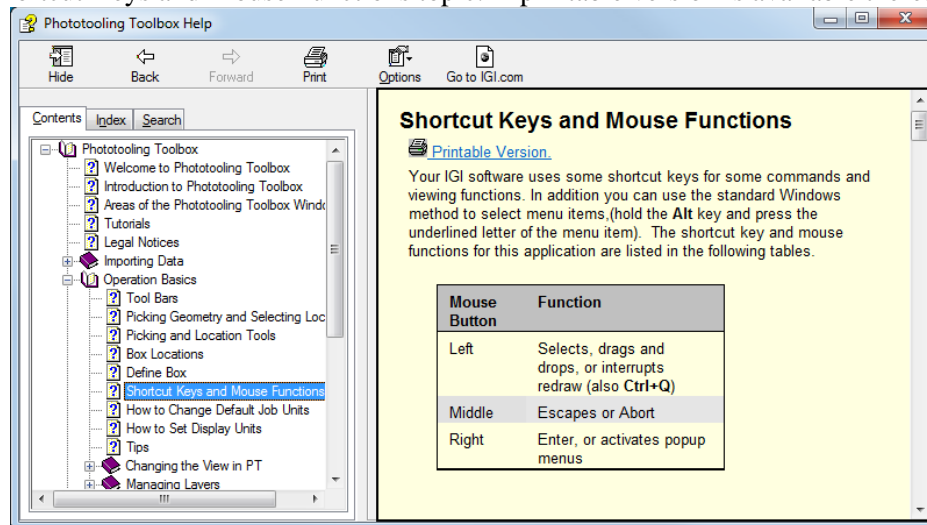 Phototooling Toolbox Help
Hide Back Forward Print Options Go to IGI.com
Contents Index Search
Phototooling Toolbox
Welcome to Phototooling Toolbox
Introduction to Phototooling Toolbox
Areas of the Phototooling Toolbox Windo
Tutorials
Legal Notices
Importing Data
Operation Basics
Tool Bars
Picking Geometry and Selecting Loc
Picking and Location Tools
Box Locations
Define Box
Shortcut Keys and Mouse Functions
How to Change Default Job Units
How to Set Display Units
Tips
Changing the View in PT
Managing Layers
Shortcut Keys and Mouse Functions
Printable Version.
Your IGI software uses some shortcut keys for some commands and
viewing functions. In addition you can use the standard Windows
method to select menu items,(hold the Alt key and press the
underlined letter of the menu item). The shortcut key and mouse
functions for this application are listed in the following tables.
Mouse Button Function
Left Selects, drags and
drops, or interrupts
redraw (also Ctrl+Q)
Middle Escapes or Abort
Right Enter, or activates popup
menus